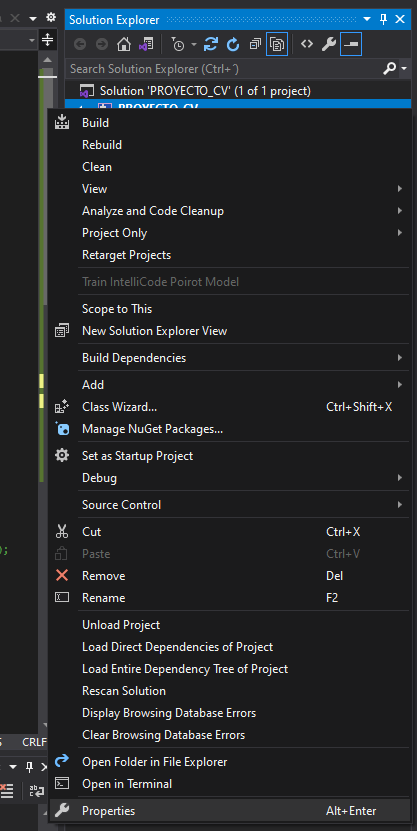 Solution Explorer
Search Solution Explorer (Ctrl+´)
Solution 'PROYECTO_CV' (1 of 1 project)
PROYECTO_CV
Build
Rebuild
Clean
View
Analyze and Code Cleanup
Project Only
Retarget Projects
Train IntelliCode Poirot Model
Scope to This
New Solution Explorer View
Build Dependencies
Add
Class Wizard... Ctrl+Shift+X
Manage NuGet Packages...
Set as Startup Project
Debug
Source Control
Cut Ctrl+X
);
Paste Ctrl+V
Remove Del
Rename F2
Unload Project
Load Direct Dependencies of Project
Load Entire Dependency Tree of Project
Rescan Solution
Display Browsing Database Errors
CRLF
Clear Browsing Database Errors
Open Folder in File Explorer
Open in Terminal
Properties Alt+Enter